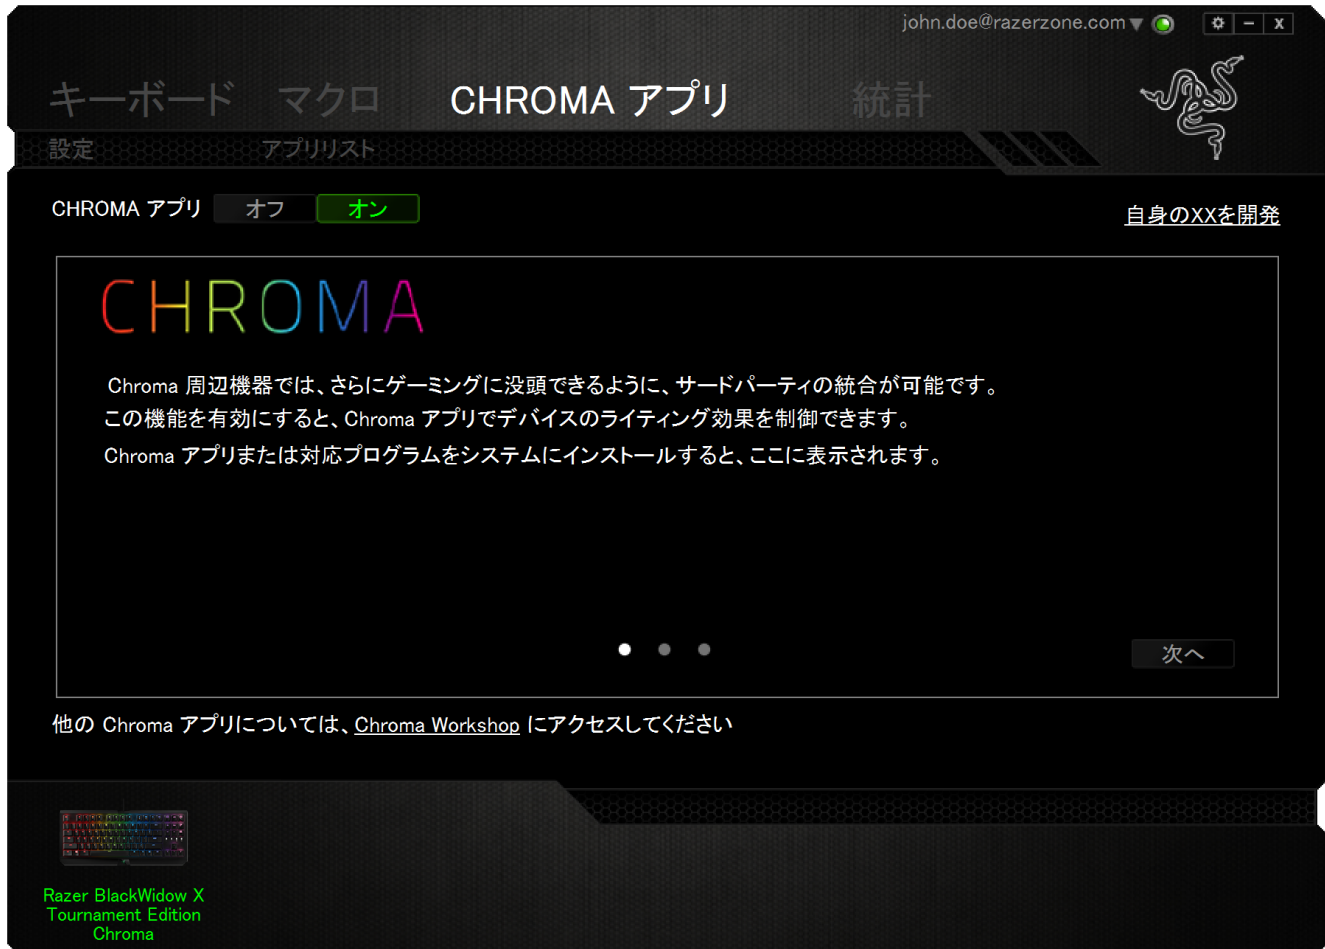 john.doe@razerzone.com
キーボード マクロ CHROMA アプリ 統計
設定 アプリリスト
CHROMA アプリ オフ オン
自身のXXを開発
CHROMA
Chroma 周辺機器では、さらにゲーミングに没頭できるように、サードパーティの統合が可能です。
この機能を有効にすると、Chroma アプリでデバイスのライティング効果を制御できます。
Chroma アプリまたは対応プログラムをシステムにインストールすると、ここに表示されます。
次へ
他の Chroma アプリについては、Chroma Workshop にアクセスしてください
Razer BlackWidow X
Tournament Edition
Chroma